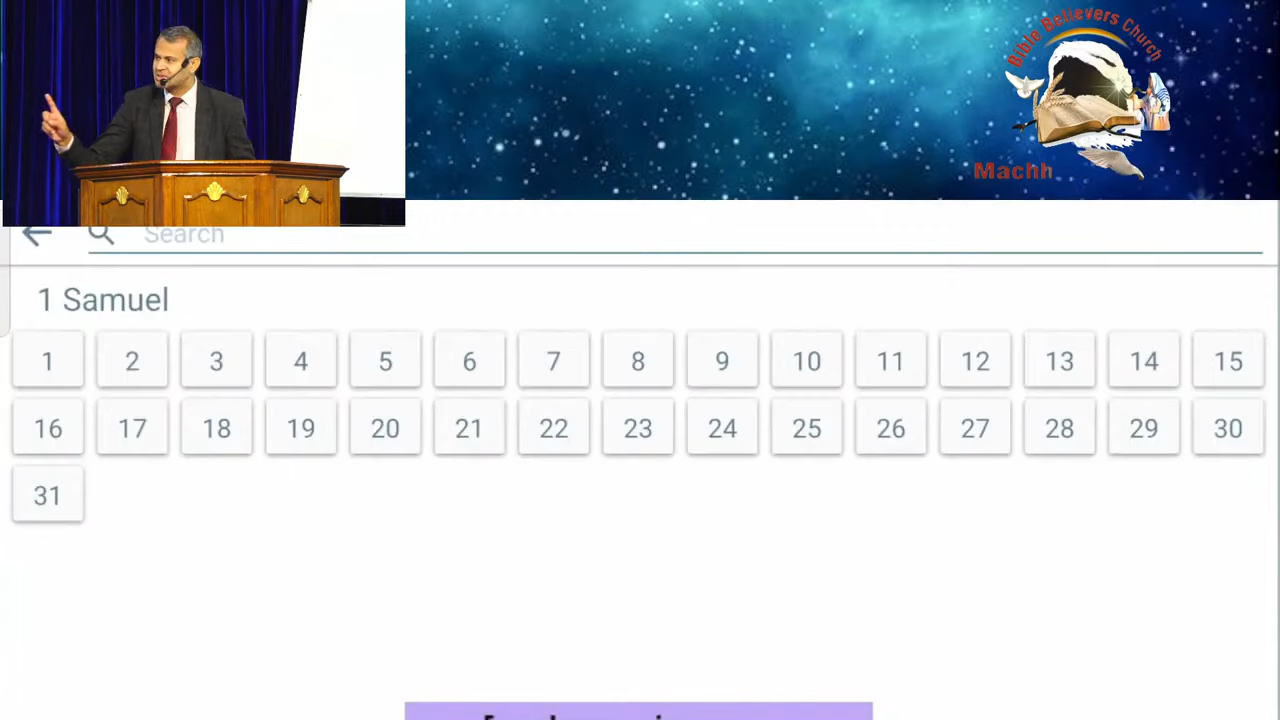 Bible Believers Church
Machh
Search
1 Samuel
1 2 3 4 5 6 7 8 9 10 11 12 13 14 15
16 17 18 19 20 21 22 23 24 25 26 27 28 29 30
31